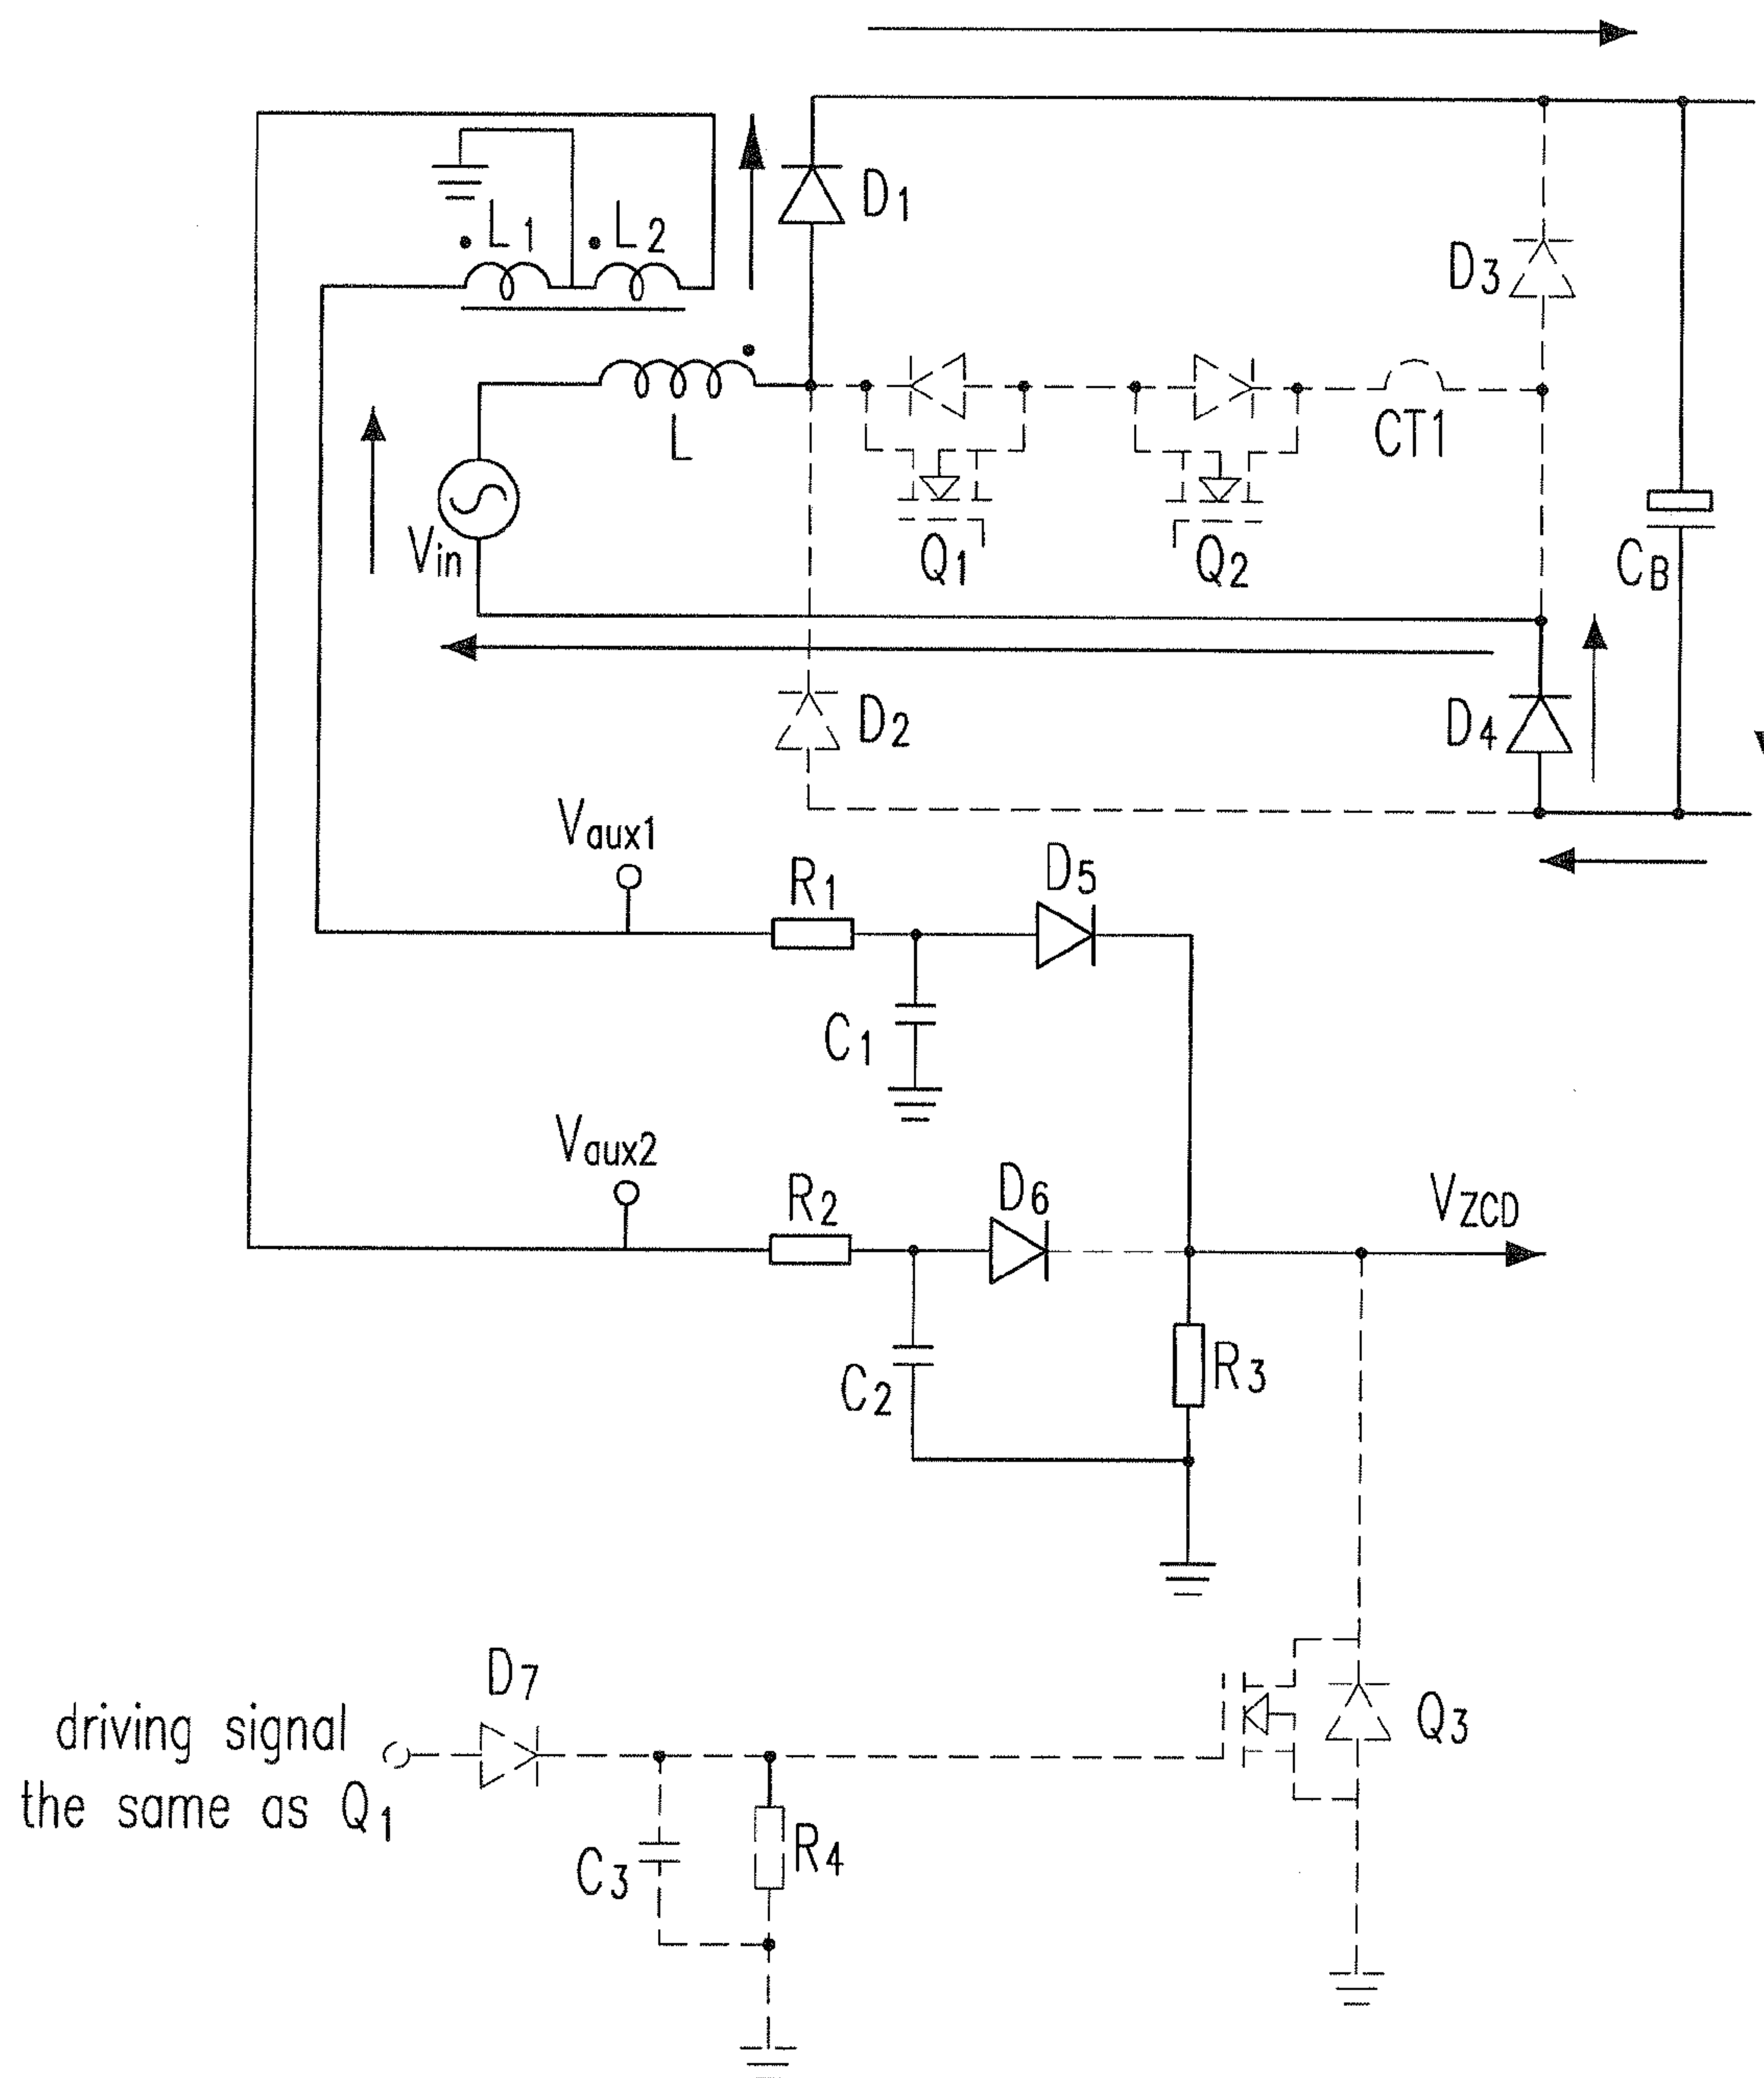 D1
L1
L2
D3
L
CT1
Vin
Q1
Q2
CB
D2
D4
Vaux1
R1
D5
C1
Vaux2
R2
D6
VZCD
C2
R3
D7
driving signal
the same as Q1
Q3
C3
R4